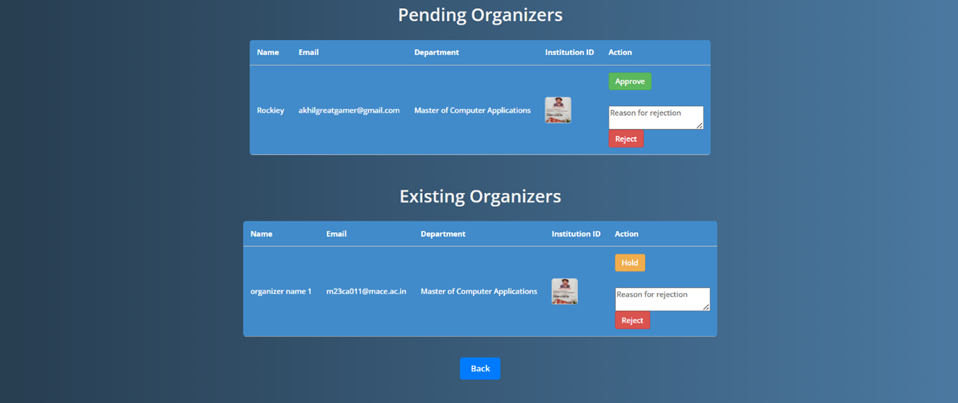 Pending Organizers
Name Email Department Institution ID Action
Approve
Rockiey akhilgreatgamer@gmail.com Master of Computer Applications
Reason for rejection
Reject
Existing Organizers
Name Email Department Institution ID Action
Hold
organizer name 1 m23ca011@mace.ac.in Master of Computer Applications
Reason for rejection
Reject
Back